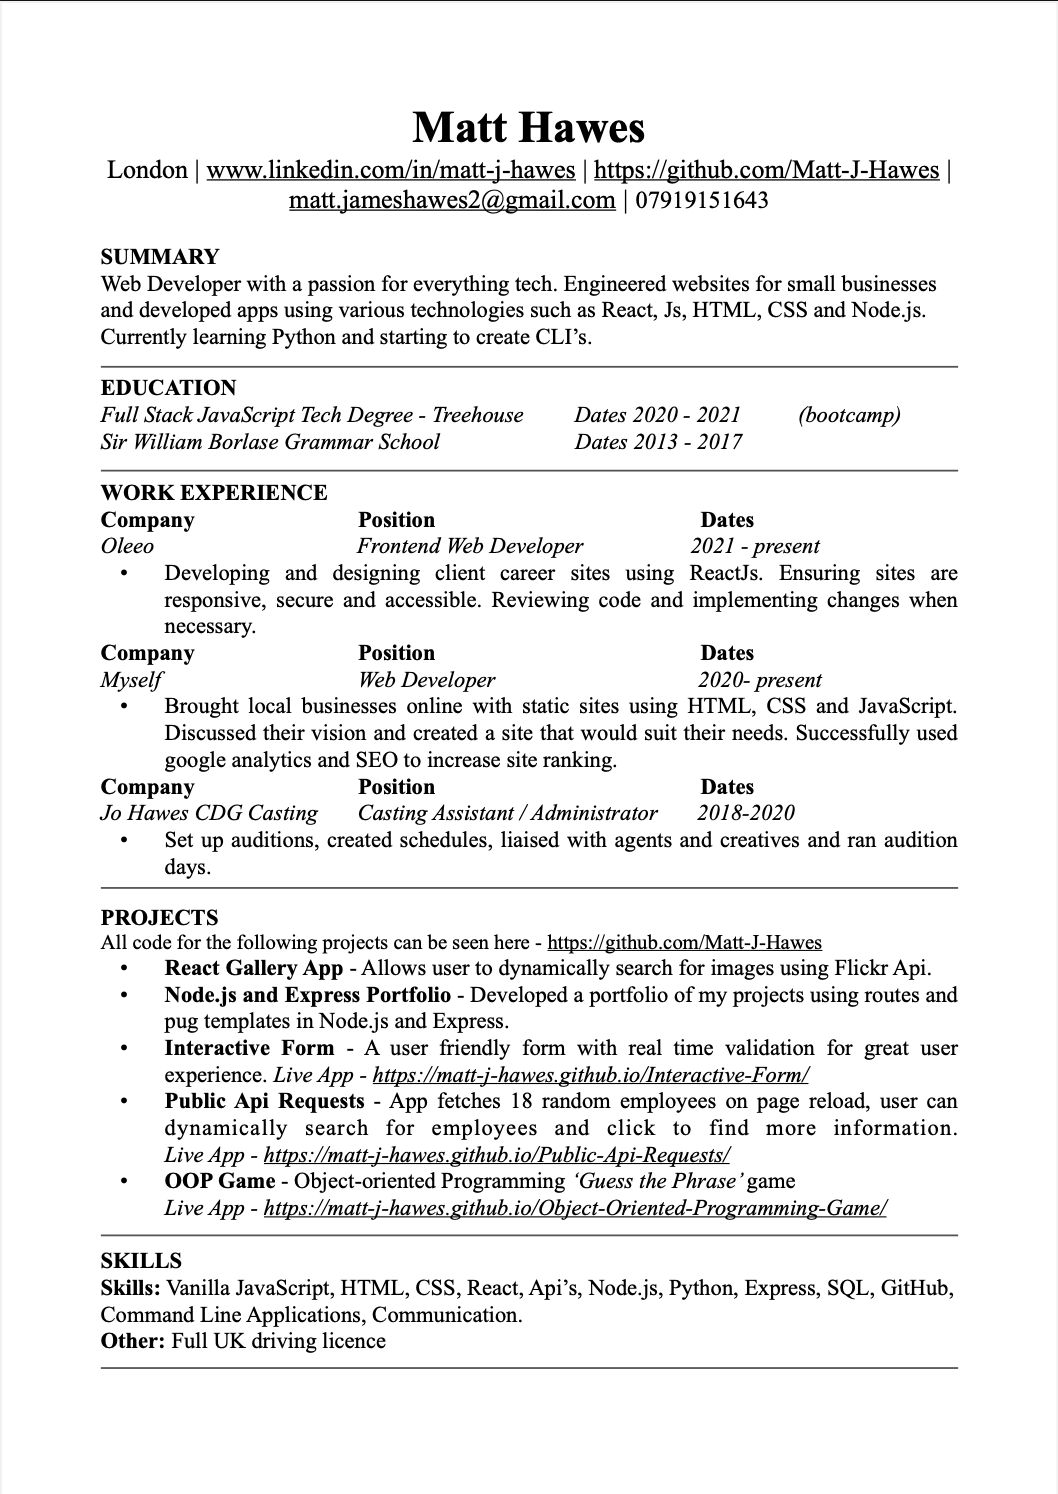 Matt Hawes
London | www.linkedin.com/in/matt-j-hawes | https://github.com/Matt-J-Hawes |
matt.jameshawes2@gmail.com | 07919151643
SUMMARY
Web Developer with a passion for everything tech. Engineered websites for small businesses
and developed apps using various technologies such as React, Js, HTML, CSS and Node.js.
Currently learning Python and starting to create CLI’s.
EDUCATION
Full Stack JavaScript Tech Degree - Treehouse Dates 2020 - 2021 (bootcamp)
Sir William Borlase Grammar School Dates 2013 - 2017
WORK EXPERIENCE
Company Position Dates
Oleeo Frontend Web Developer 2021 - present
• Developing and designing client career sites using ReactJs. Ensuring sites are
responsive, secure and accessible. Reviewing code and implementing changes when
necessary.
Company Position Dates
Myself Web Developer 2020- present
• Brought local businesses online with static sites using HTML, CSS and JavaScript.
Discussed their vision and created a site that would suit their needs. Successfully used
google analytics and SEO to increase site ranking.
Company Position Dates
Jo Hawes CDG Casting Casting Assistant / Administrator 2018-2020
• Set up auditions, created schedules, liaised with agents and creatives and ran audition
days.
PROJECTS
All code for the following projects can be seen here - https://github.com/Matt-J-Hawes
• React Gallery App - Allows user to dynamically search for images using Flickr Api.
• Node.js and Express Portfolio - Developed a portfolio of my projects using routes and
pug templates in Node.js and Express.
• Interactive Form - A user friendly form with real time validation for great user
experience. Live App - https://matt-j-hawes.github.io/Interactive-Form/
• Public Api Requests - App fetches 18 random employees on page reload, user can
dynamically search for employees and click to find more information.
Live App - https://matt-j-hawes.github.io/Public-Api-Requests/
• OOP Game - Object-oriented Programming ‘Guess the Phrase’ game
Live App - https://matt-j-hawes.github.io/Object-Oriented-Programming-Game/
SKILLS
Skills: Vanilla JavaScript, HTML, CSS, React, Api’s, Node.js, Python, Express, SQL, GitHub,
Command Line Applications, Communication.
Other: Full UK driving licence